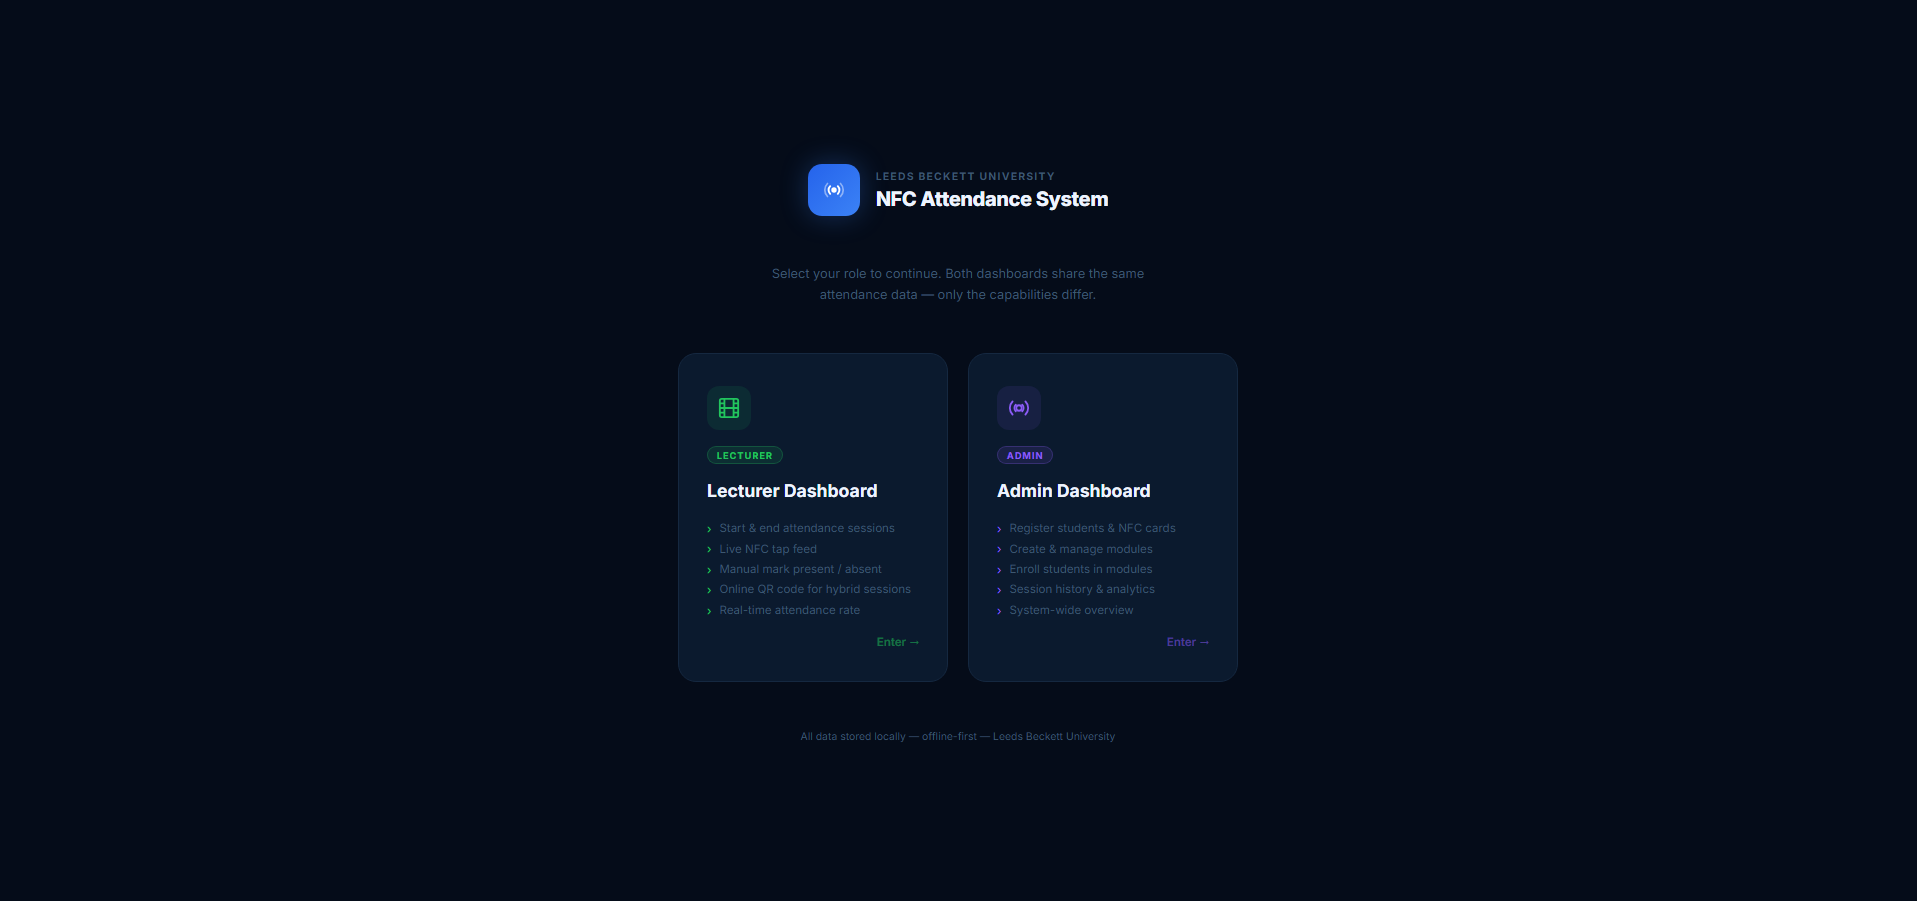 LEEDS BECKETT UNIVERSITY
NFC Attendance System
Select your role to continue. Both dashboards share the same
attendance data — only the capabilities differ.
LECTURER
Lecturer Dashboard
› Start & end attendance sessions
› Live NFC tap feed
› Manual mark present / absent
› Online QR code for hybrid sessions
› Real-time attendance rate
Enter →
ADMIN
Admin Dashboard
› Register students & NFC cards
› Create & manage modules
› Enroll students in modules
› Session history & analytics
› System-wide overview
Enter →
All data stored locally — offline-first — Leeds Beckett University